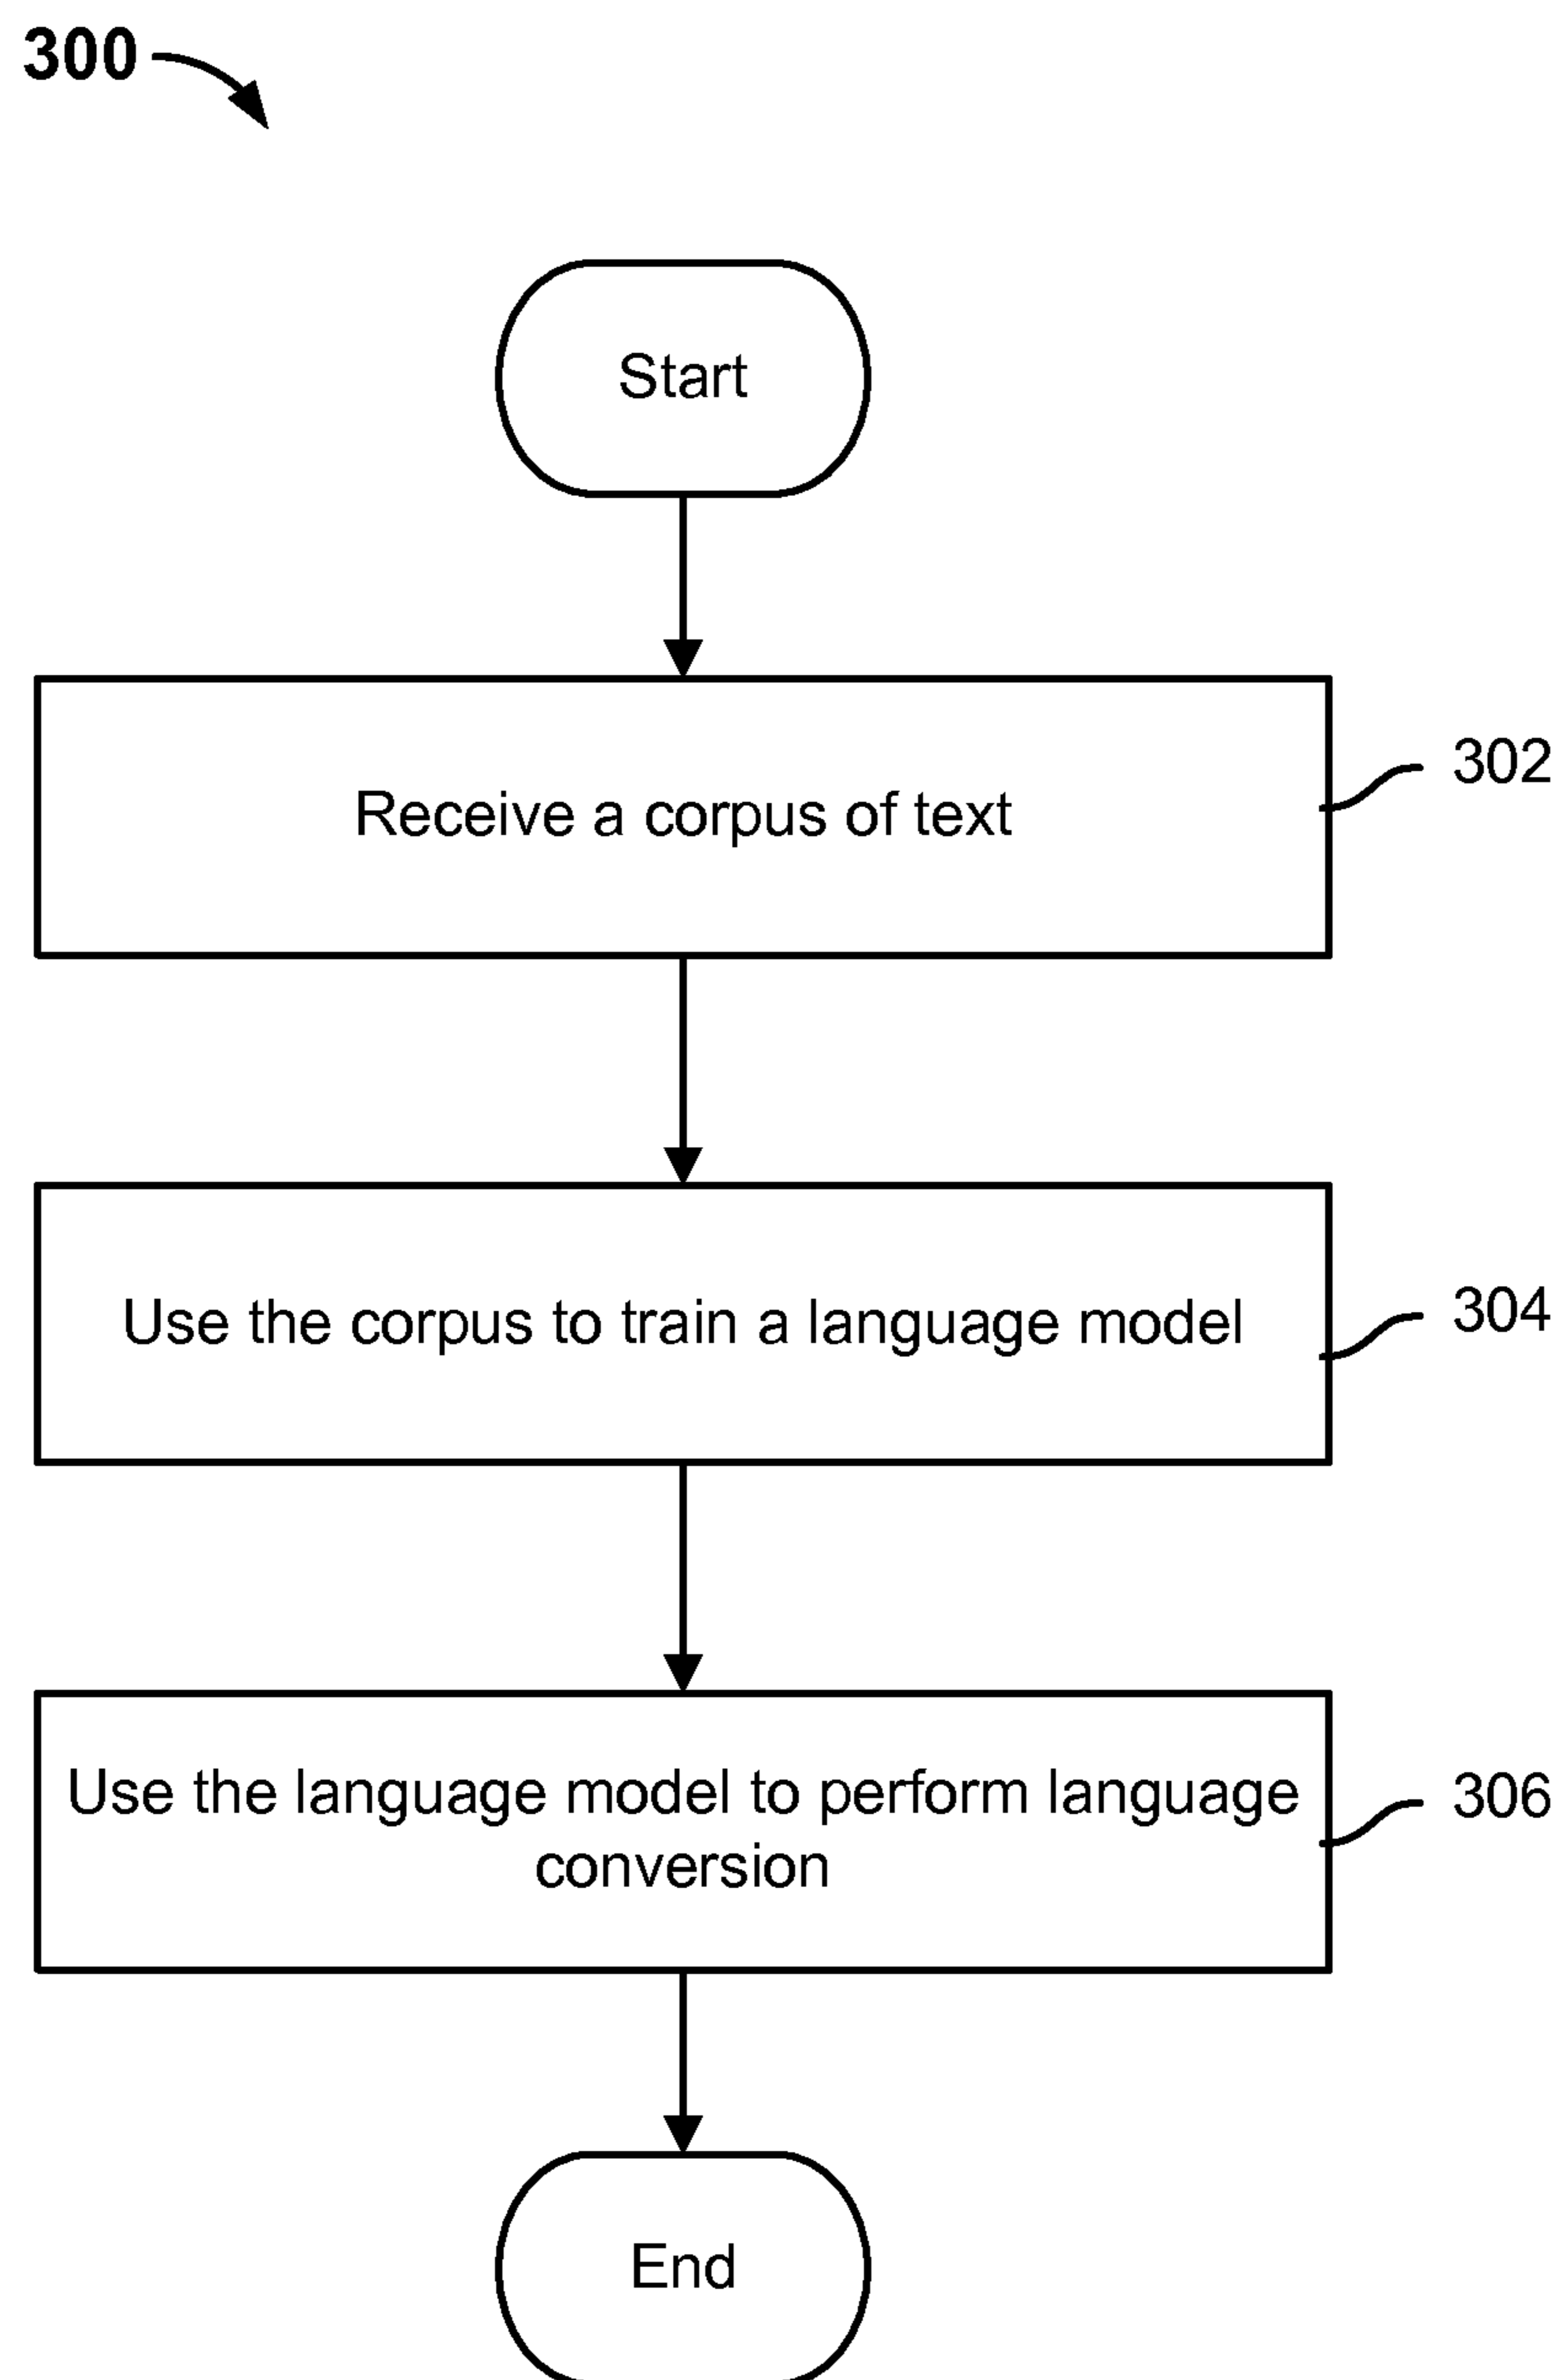 300
Start
Receive a corpus of text
302
Use the corpus to train a language model
304
Use the language model to perform language
conversion
306
End